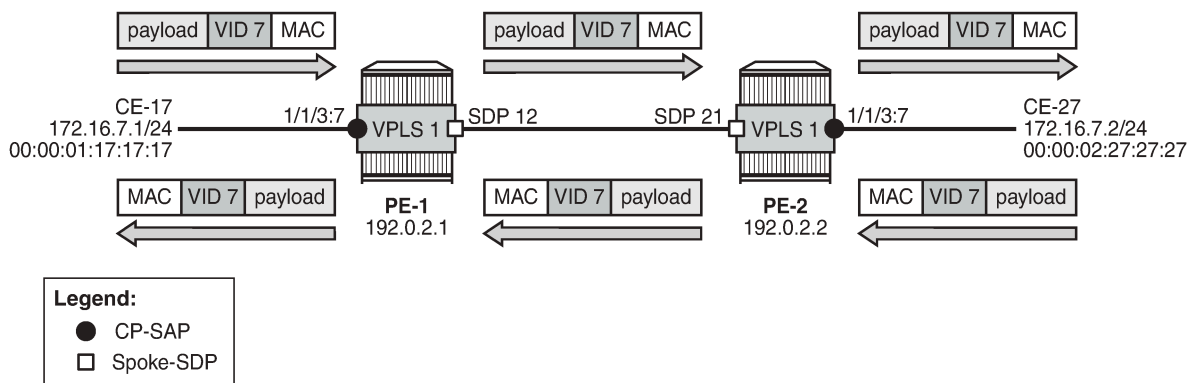 payload VID 7 MAC
payload VID 7 MAC
payload VID 7 MAC
CE-17
172.16.7.1/24
00:00:01:17:17:17
1/1/3:7
VPLS 1
SDP 12
SDP 21
VPLS 1
1/1/3:7
CE-27
172.16.7.2/24
00:00:02:27:27:27
MAC VID 7 payload
PE-1
192.0.2.1
MAC VID 7 payload
PE-2
192.0.2.2
MAC VID 7 payload
Legend:
CP-SAP
Spoke-SDP